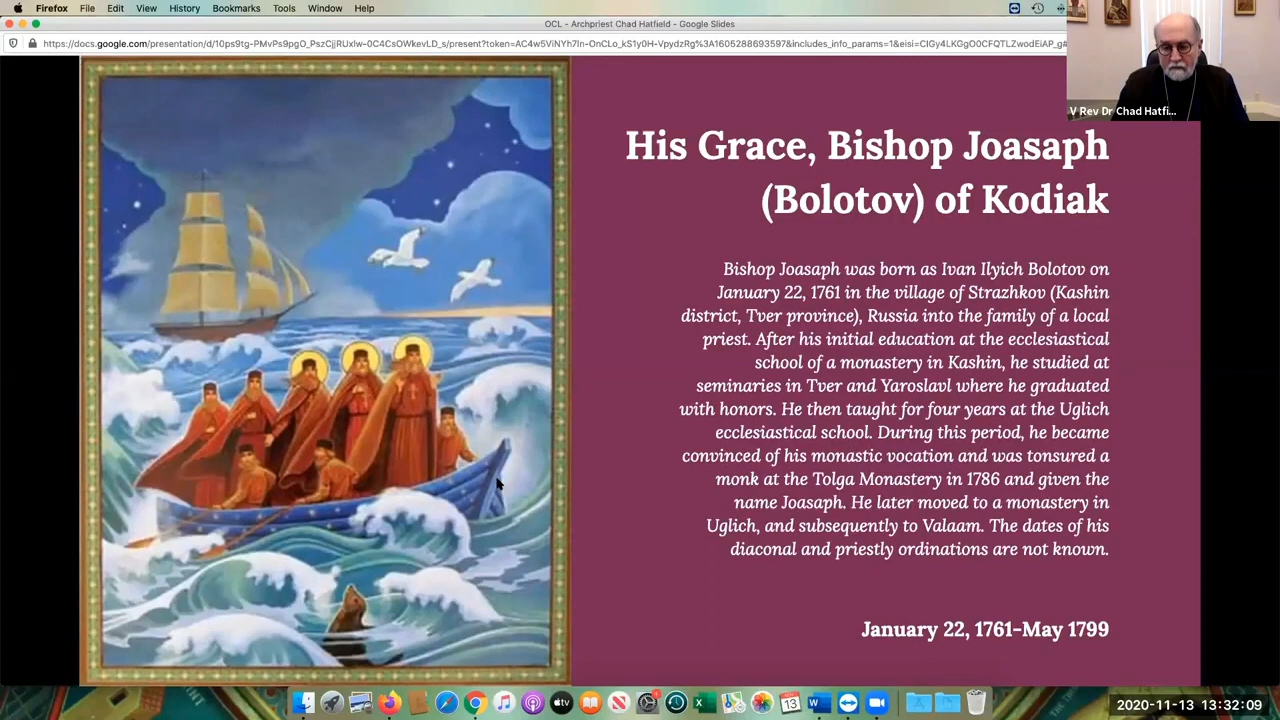 Firefox File Edit View History Bookmarks Tools Window Help
OCL - Archpriest Chad Hatfield - Google Slides
V Rev Dr Chad Hatfi...
His Grace, Bishop Joasaph
(Bolotov) of Kodiak
Bishop Joasaph was born as Ivan Ilyich Bolotov on
January 22, 1761 in the village of Strazhkov (Kashin
district, Tver province), Russia into the family of a local
priest. After his initial education at the ecclesiastical
school of a monastery in Kashin, he studied at
seminaries in Tver and Yaroslavl where he graduated
with honors. He then taught for four years at the Uglich
ecclesiastical school. During this period, he became
convinced of his monastic vocation and was tonsured a
monk at the Tolga Monastery in 1786 and given the
name Joasaph. He later moved to a monastery in
Uglich, and subsequently to Valaam. The dates of his
diaconal and priestly ordinations are not known.
January 22, 1761-May 1799
2020-11-13 13:32:09